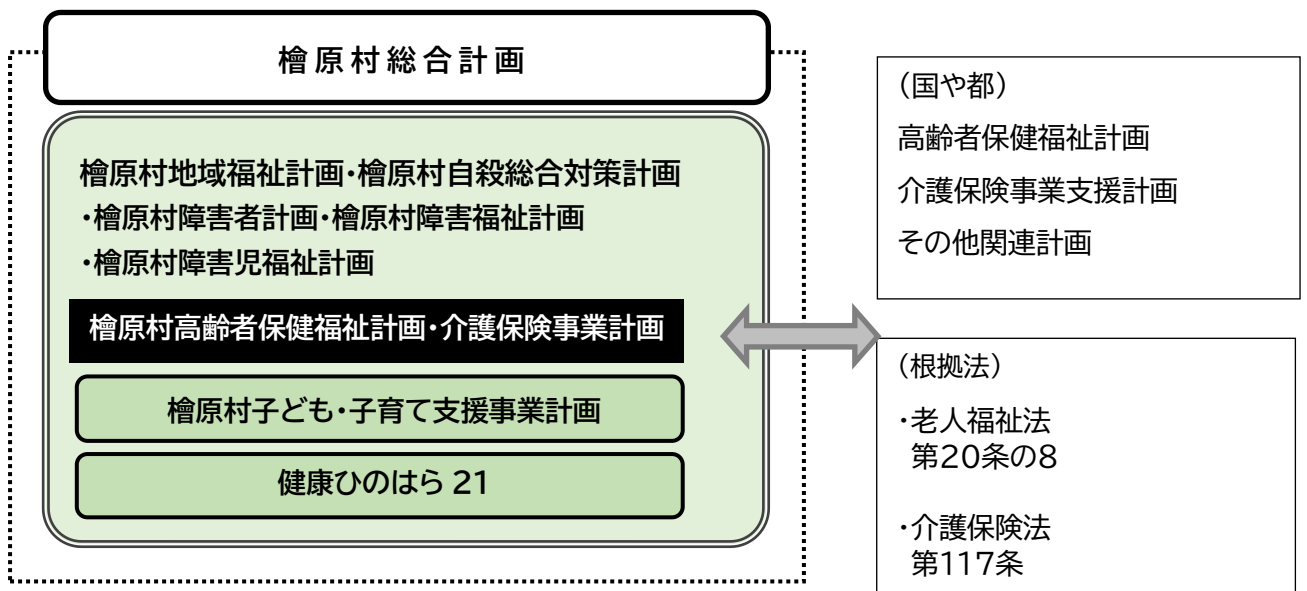 檜原村総合計画
檜原村地域福祉計画・檜原村自殺総合対策計画
・檜原村障害者計画・檜原村障害福祉計画
・檜原村障害児福祉計画
檜原村高齢者保健福祉計画・介護保険事業計画
檜原村子ども・子育て支援事業計画
健康ひのはら 21
（国や都）
高齢者保健福祉計画
介護保険事業支援計画
その他関連計画
（根拠法）
・老人福祉法
第20条の8
・介護保険法
第117条